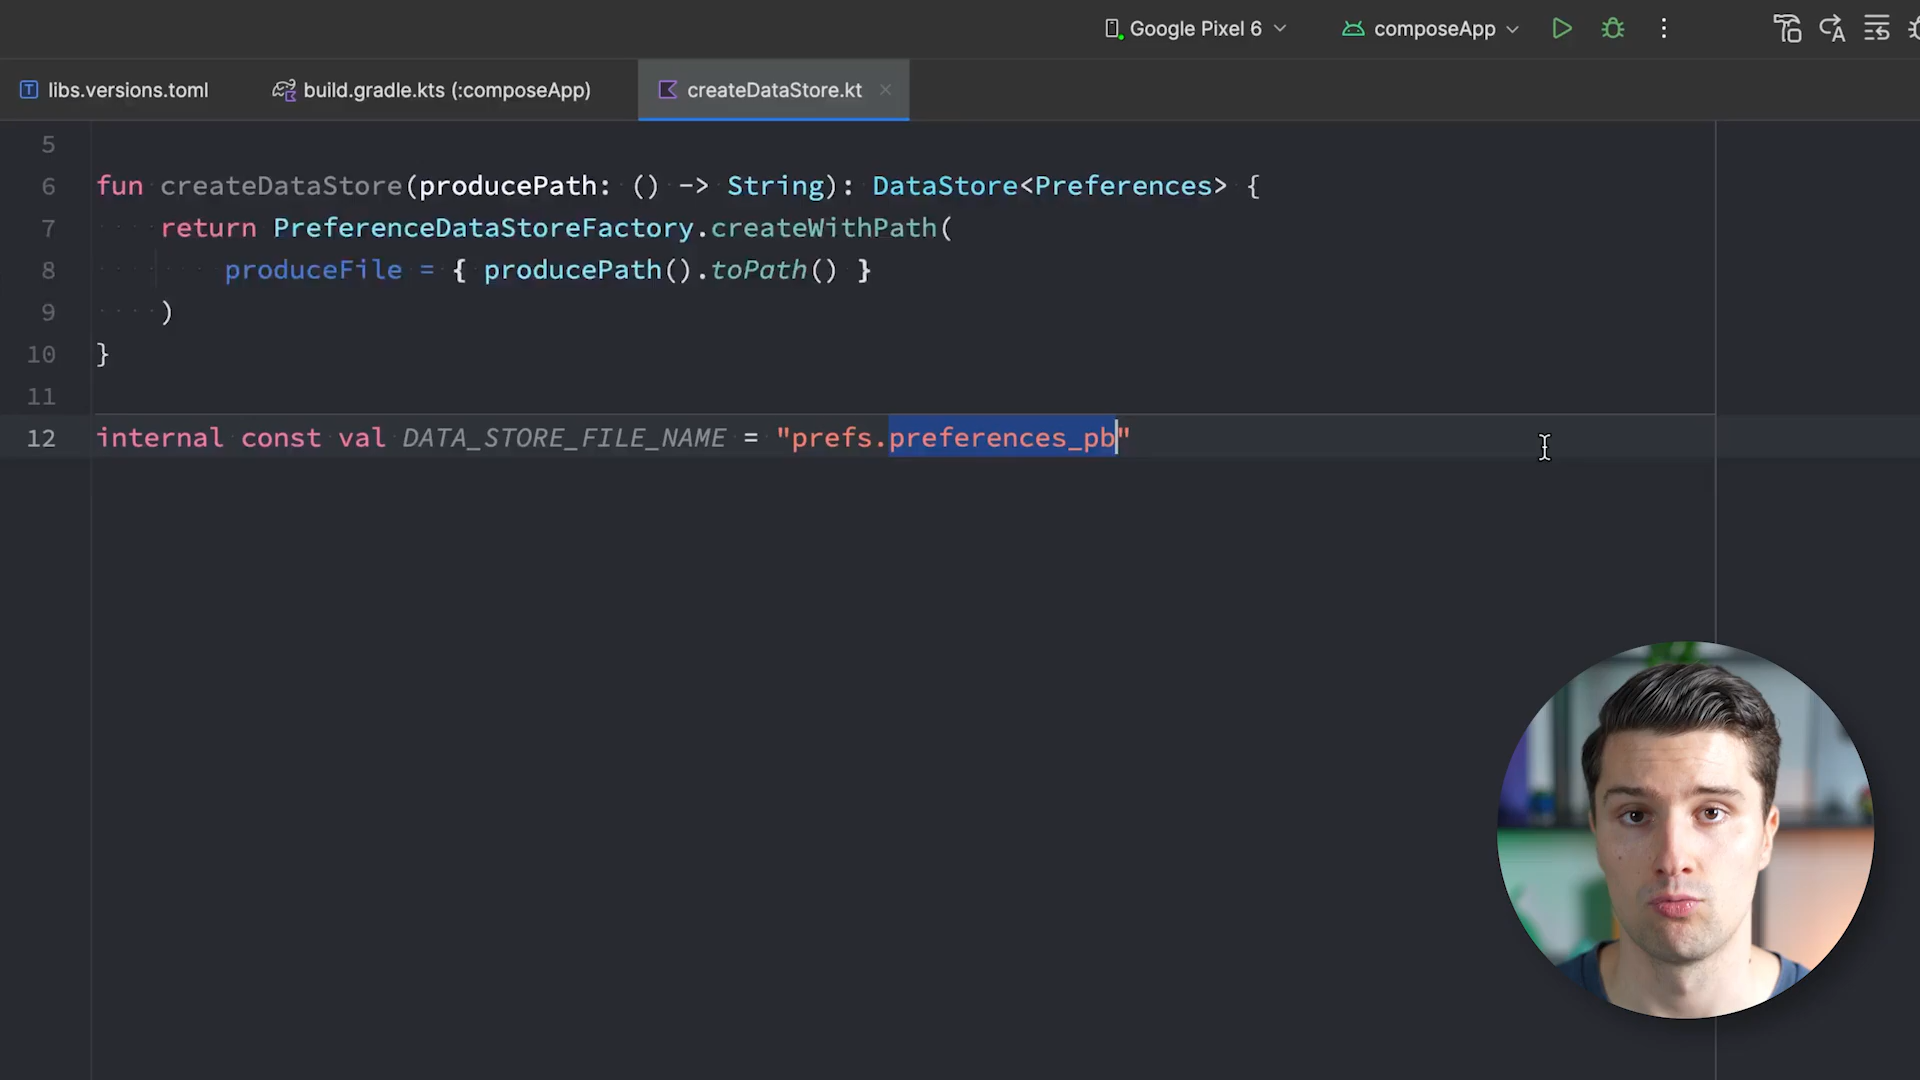 Google Pixel 6
composeApp
libs.versions.toml
build.gradle.kts (:composeApp)
createDataStore.kt
5
6 fun createDataStore(producePath: () -> String): DataStore<Preferences> {
7 return PreferenceDataStoreFactory.createWithPath(
8 produceFile = { producePath().toPath() }
9 )
10 }
11
12 internal const val DATA_STORE_FILE_NAME = "prefs.preferences_pb"